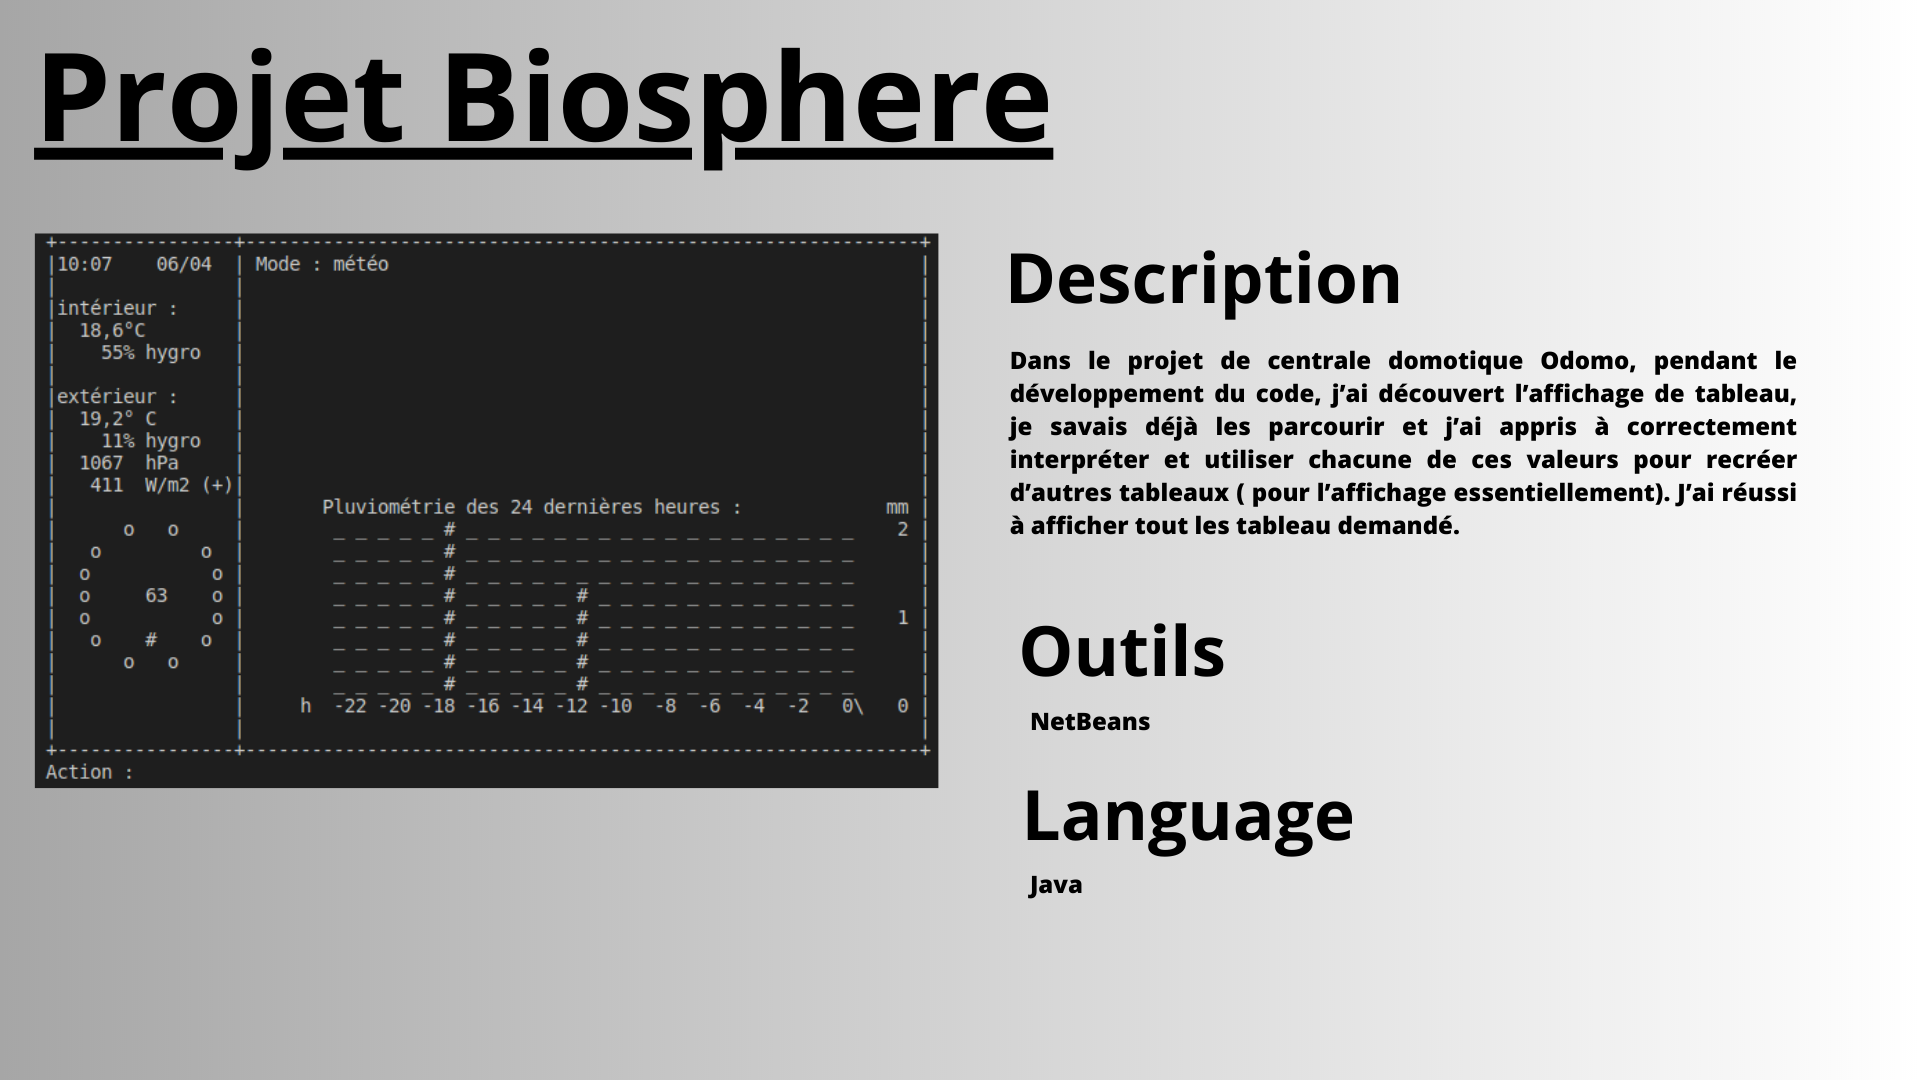 Projet Biosphere
+----------------+-------------------------------------------------------------+
|10:07    06/04  | Mode : météo                                                |
|                |                                                             |
|intérieur :     |                                                             |
|  18,6°C        |                                                             |
|    55% hygro   |                                                             |
|                |                                                             |
|extérieur :     |                                                             |
|  19,2° C       |                                                             |
|    11% hygro   |                                                             |
|  1067  hPa     |                                                             |
|   411  W/m2 (+)|                                                             |
|                |       Pluviométrie des 24 dernières heures :             mm |
|      o   o     |        _ _ _ _ _ # _ _ _ _ _ _ _ _ _ _ _ _ _ _ _ _ _ _    2 |
|   o         o  |        _ _ _ _ _ # _ _ _ _ _ _ _ _ _ _ _ _ _ _ _ _ _ _      |
|  o           o |        _ _ _ _ _ # _ _ _ _ _ _ _ _ _ _ _ _ _ _ _ _ _ _      |
|  o     63    o |        _ _ _ _ _ # _ _ _ _ _ # _ _ _ _ _ _ _ _ _ _ _ _      |
|  o           o |        _ _ _ _ _ # _ _ _ _ _ # _ _ _ _ _ _ _ _ _ _ _ _    1 |
|   o    #    o  |        _ _ _ _ _ # _ _ _ _ _ # _ _ _ _ _ _ _ _ _ _ _ _      |
|      o   o     |        _ _ _ _ _ # _ _ _ _ _ # _ _ _ _ _ _ _ _ _ _ _ _      |
|                |        _ _ _ _ _ # _ _ _ _ _ # _ _ _ _ _ _ _ _ _ _ _ _      |
|                |     h  -22 -20 -18 -16 -14 -12 -10  -8  -6  -4  -2   0\   0 |
|                |                                                             |
+----------------+-------------------------------------------------------------+
Action :
Description
Dans le projet de centrale domotique Odomo, pendant le
développement du code, j’ai découvert l’affichage de tableau,
je savais déjà les parcourir et j’ai appris à correctement
interpréter et utiliser chacune de ces valeurs pour recréer
d’autres tableaux ( pour l’affichage essentiellement). J’ai réussi
à afficher tout les tableau demandé.
Outils
NetBeans
Language
Java